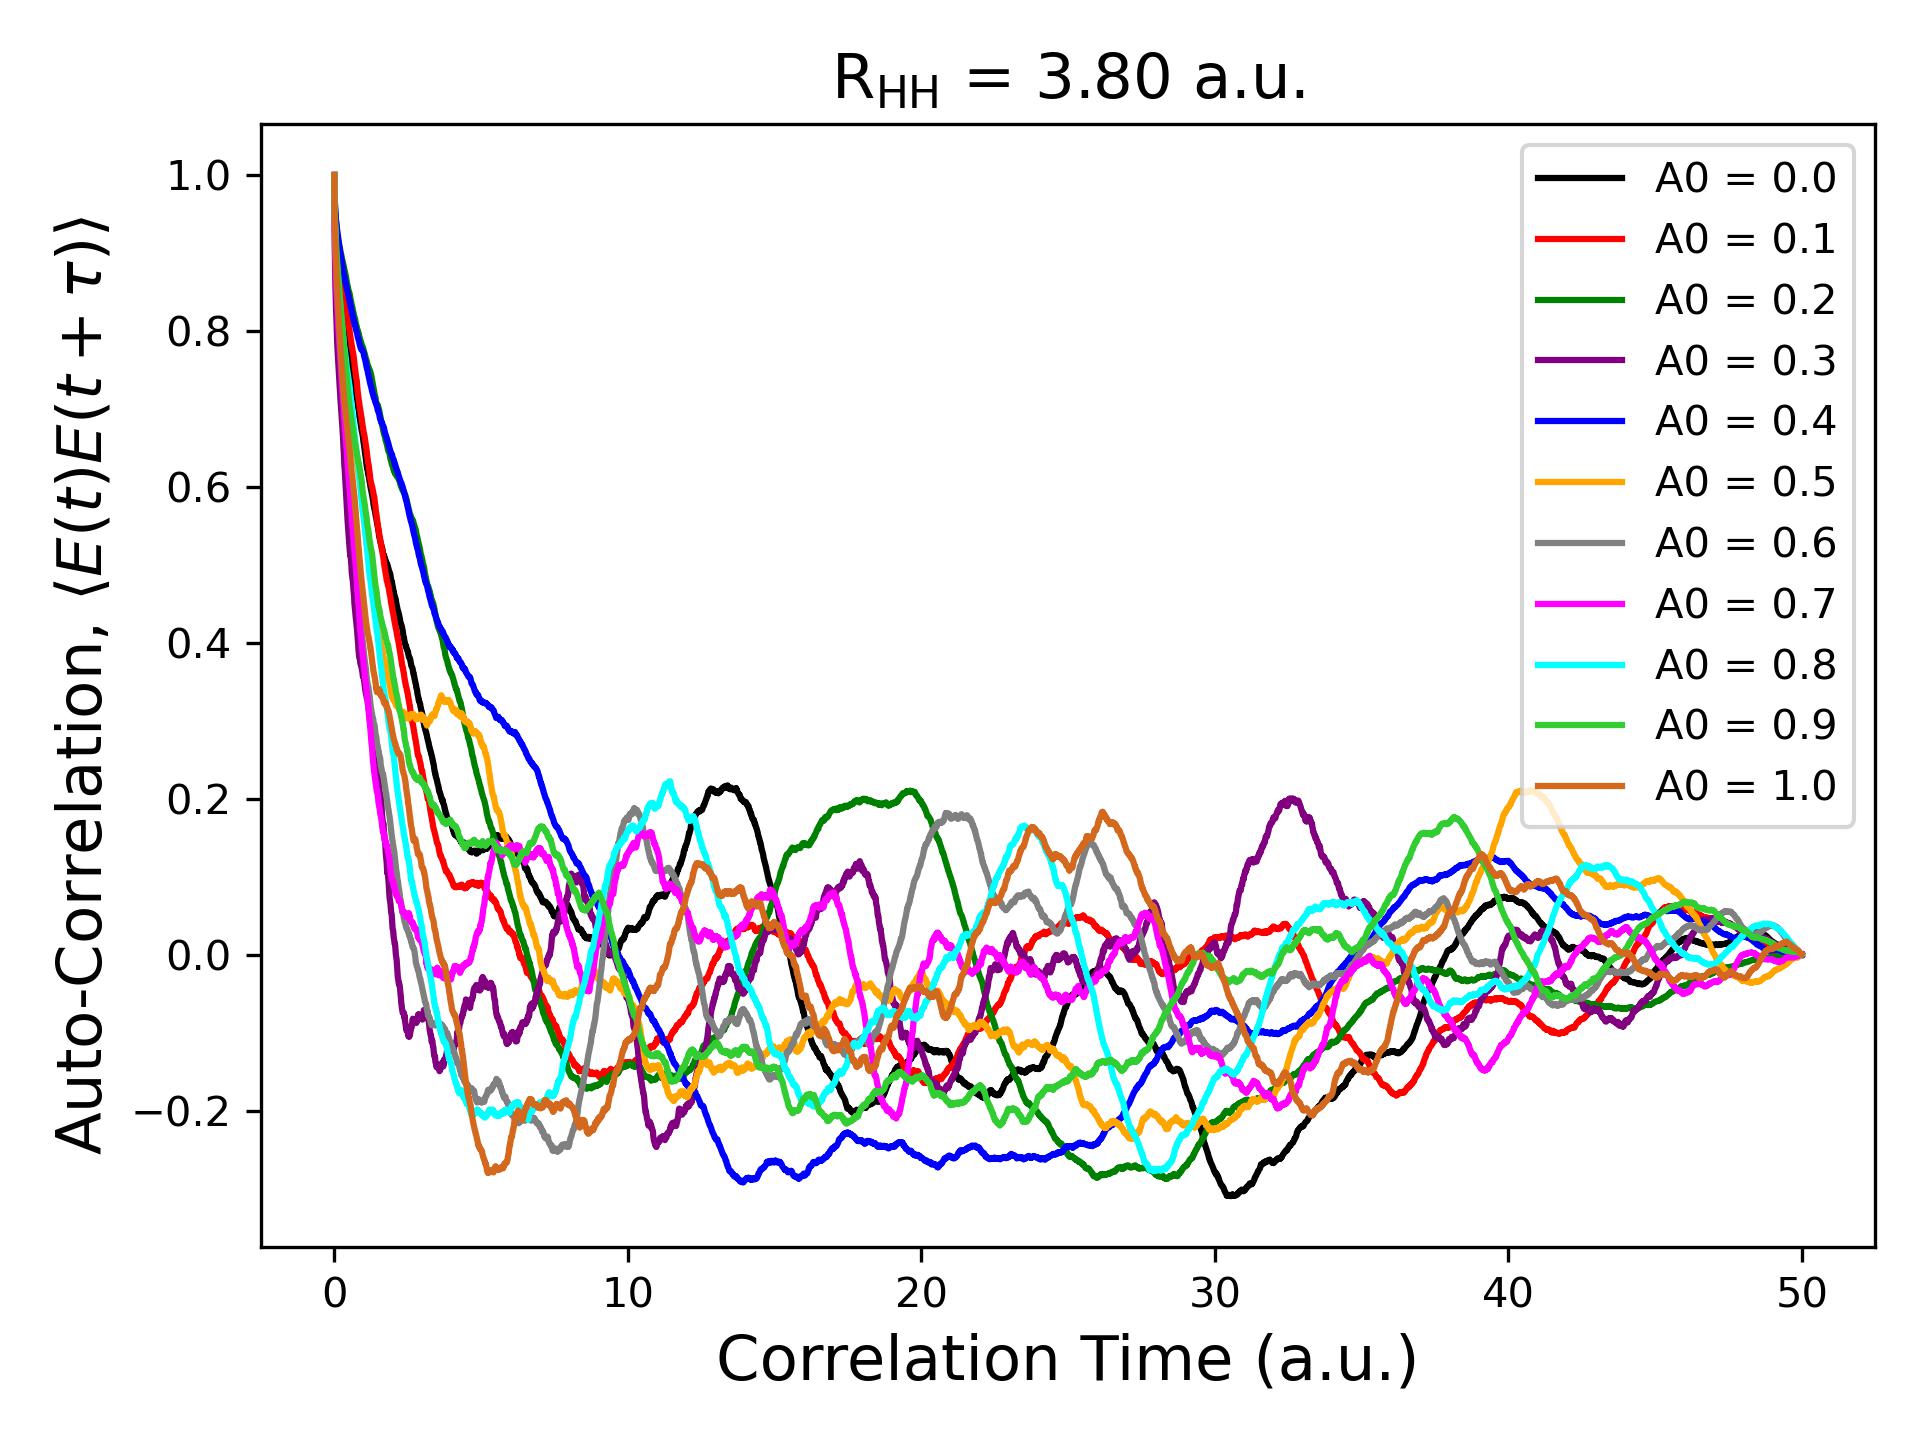 R_HH = 3.80 a.u.
Auto-Correlation, ⟨E(t)E(t + τ)⟩
1.0
0.8
0.6
0.4
0.2
0.0
−0.2
A0 = 0.0
A0 = 0.1
A0 = 0.2
A0 = 0.3
A0 = 0.4
A0 = 0.5
A0 = 0.6
A0 = 0.7
A0 = 0.8
A0 = 0.9
A0 = 1.0
0 10 20 30 40 50
Correlation Time (a.u.)